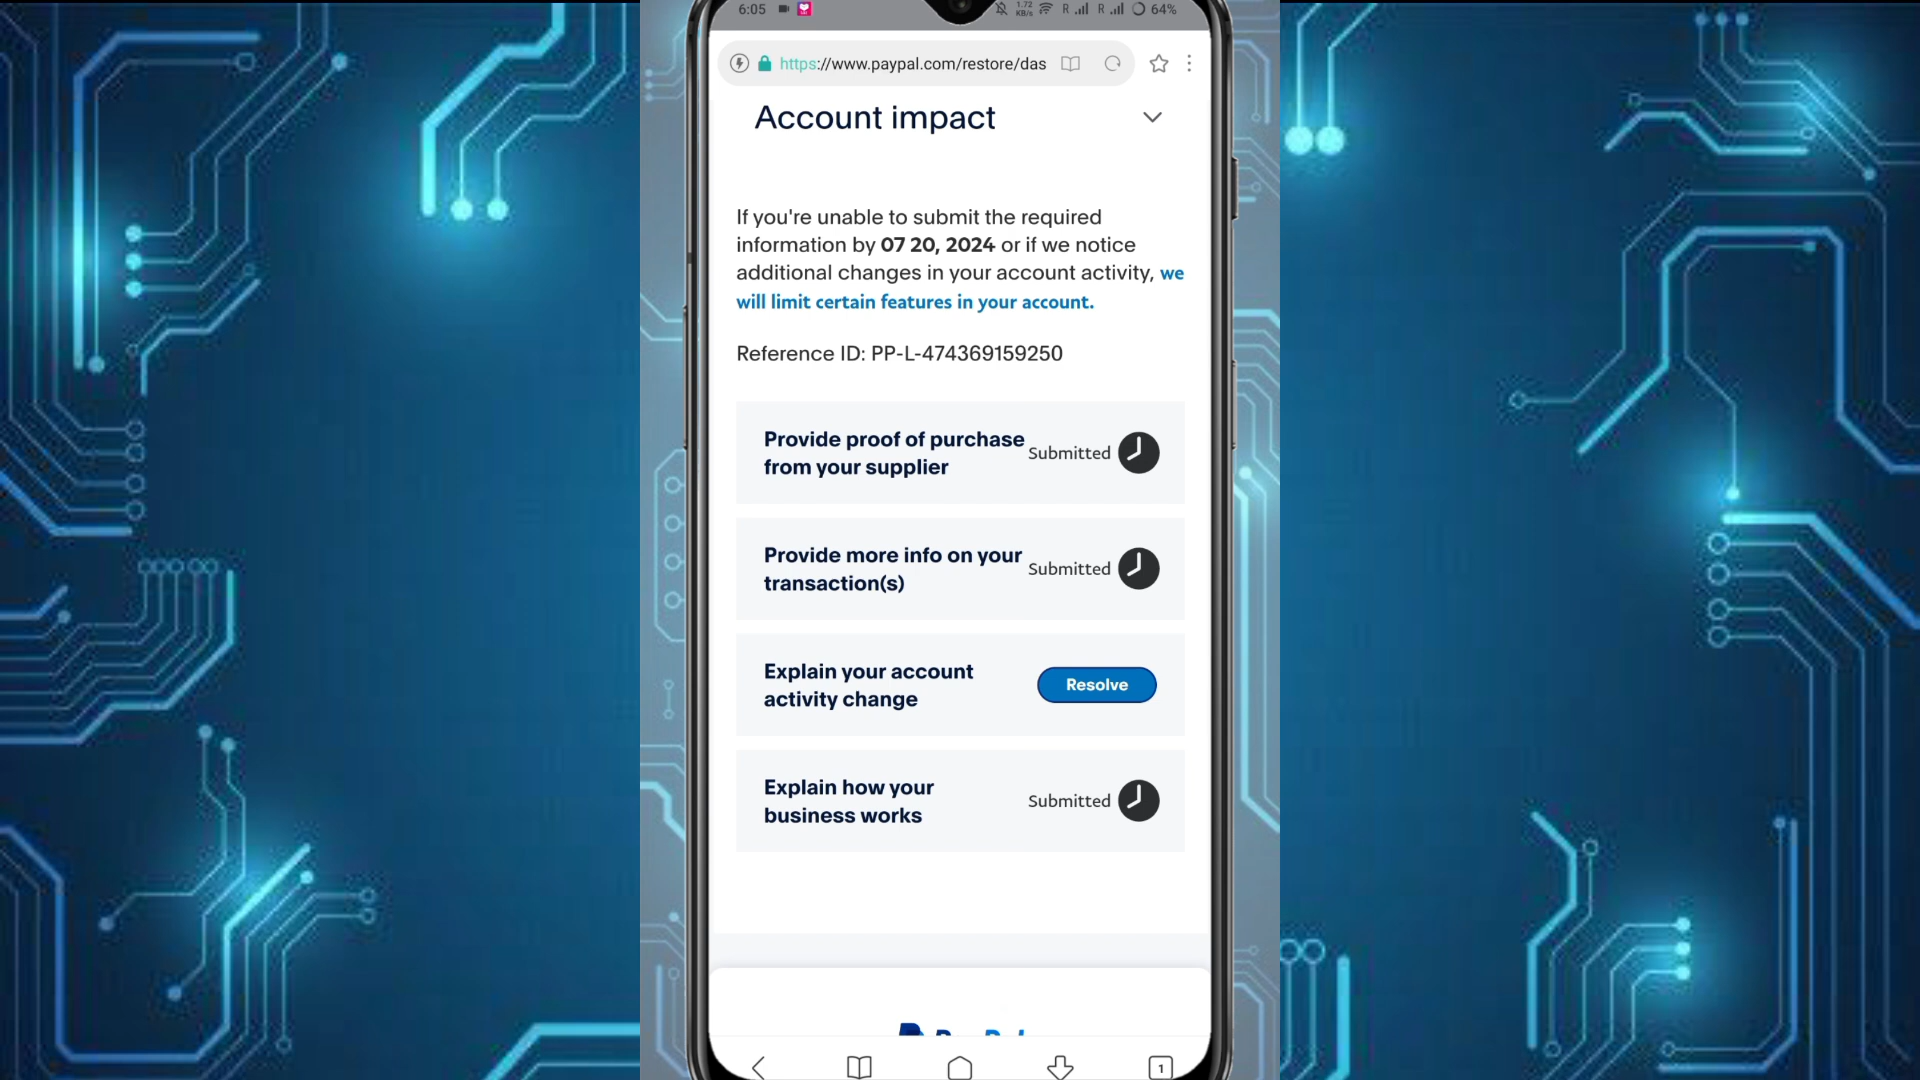 6:05 1.72 KB/s R R 64%
https://www.paypal.com/restore/das
Account impact
If you're unable to submit the required
information by 07 20, 2024 or if we notice
additional changes in your account activity, we
will limit certain features in your account.
Reference ID: PP-L-474369159250
Provide proof of purchase
from your supplier
Submitted
Provide more info on your
transaction(s)
Submitted
Explain your account
activity change
Resolve
Explain how your
business works
Submitted
1